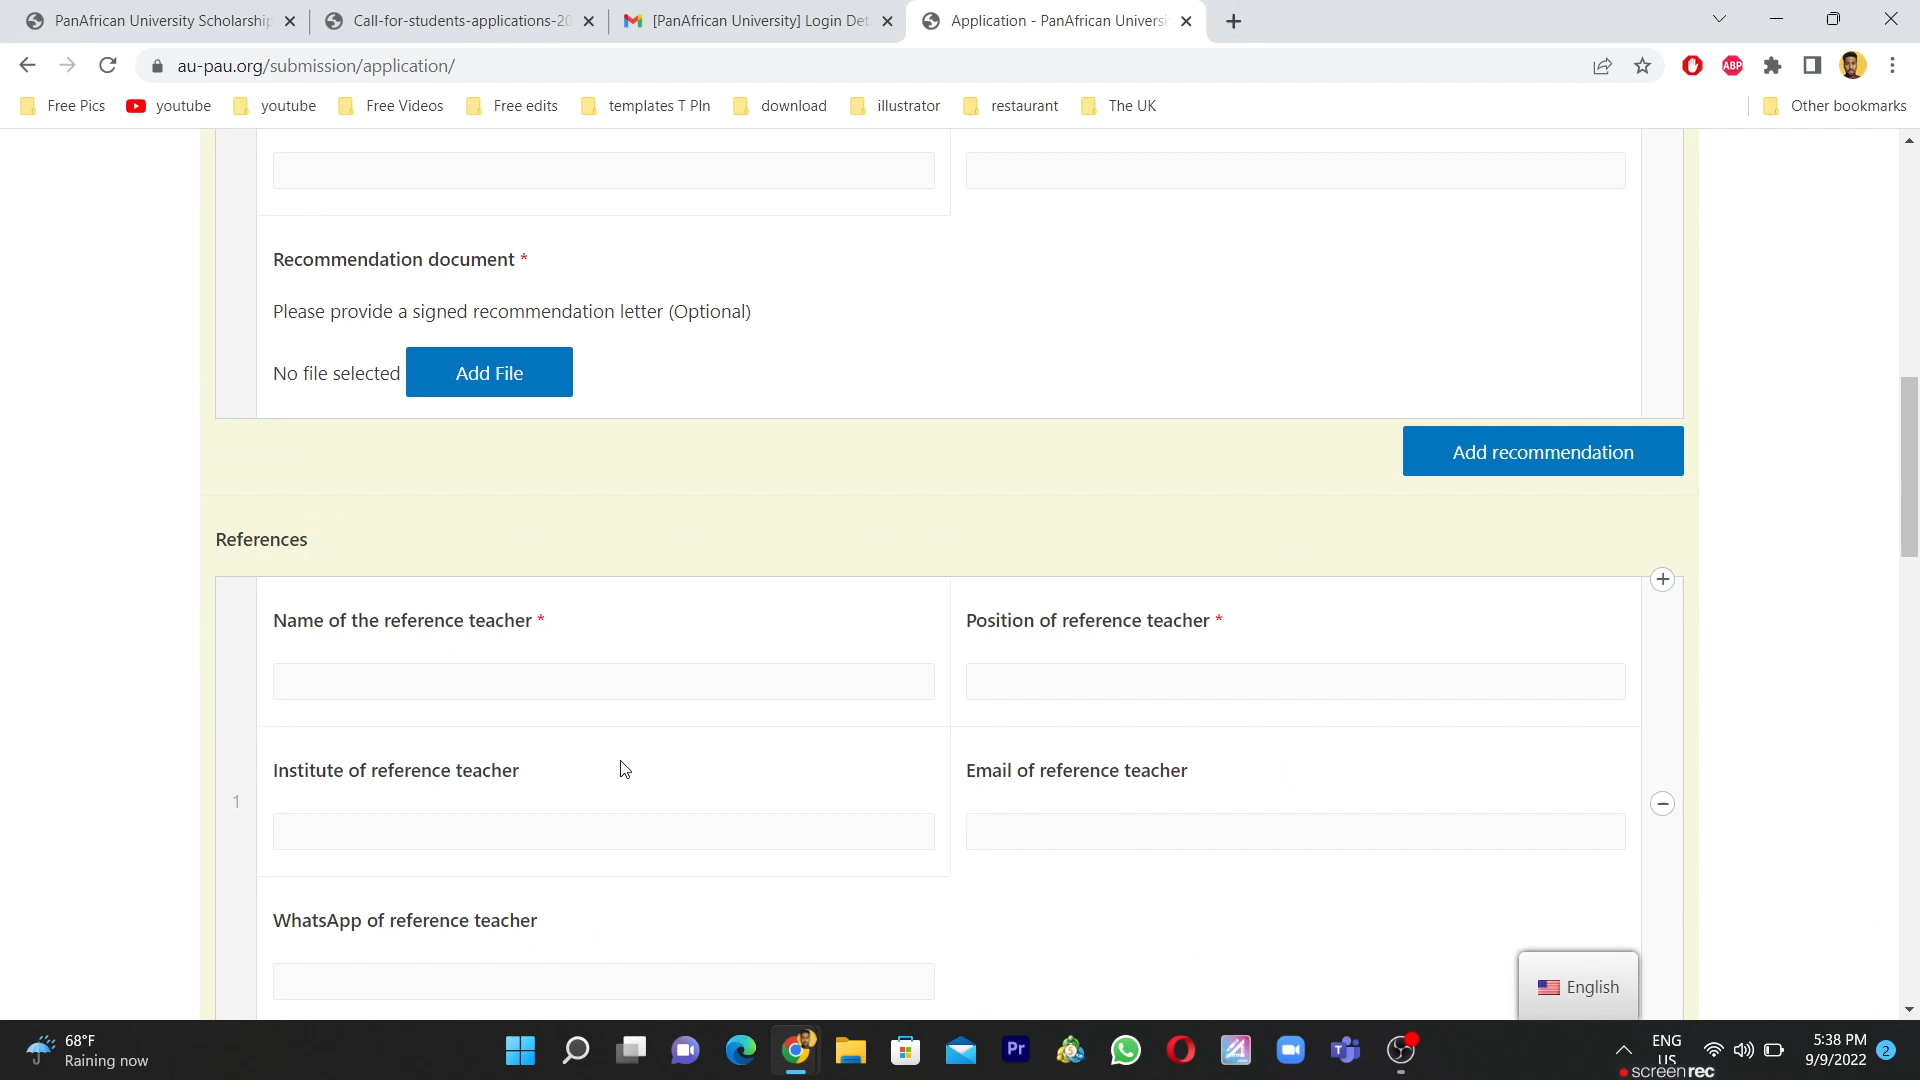 PanAfrican University Scholarship
Call-for-students-applications-20
[PanAfrican University] Login Det
Application - PanAfrican Universi
au-pau.org/submission/application/
ABP
Free Pics
youtube
youtube
Free Videos
Free edits
templates T Pln
download
illustrator
restaurant
The UK
Other bookmarks
Recommendation document *
Please provide a signed recommendation letter (Optional)
No file selected
Add File
Add recommendation
References
Name of the reference teacher *
Position of reference teacher *
Institute of reference teacher
Email of reference teacher
1
WhatsApp of reference teacher
English
68°F
Raining now
Pr
ENG
US
5:38 PM
9/9/2022
2
screenrec